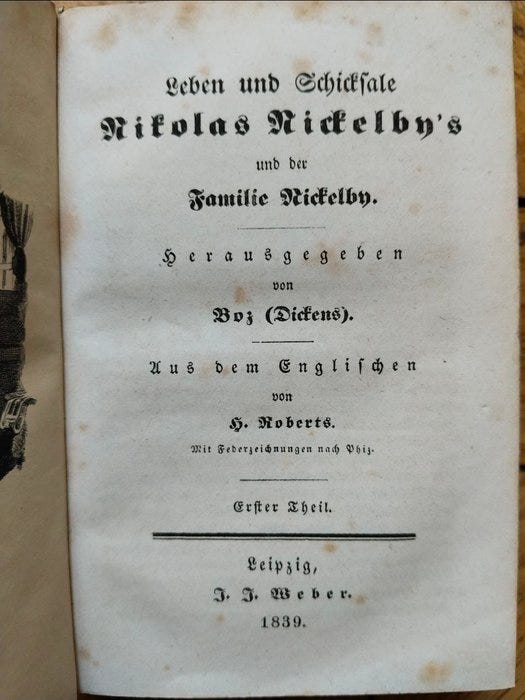 Leben und Schickſale
Nikolas Nickelby's
und der
Familie Nickelby.
Herausgegeben
von
Boz (Dickens).
Aus dem Engliſchen
von
H. Roberts.
Mit Federzeichnungen nach Phiz.
Erſter Theil.
Leipzig,
J. J. Weber.
1839.